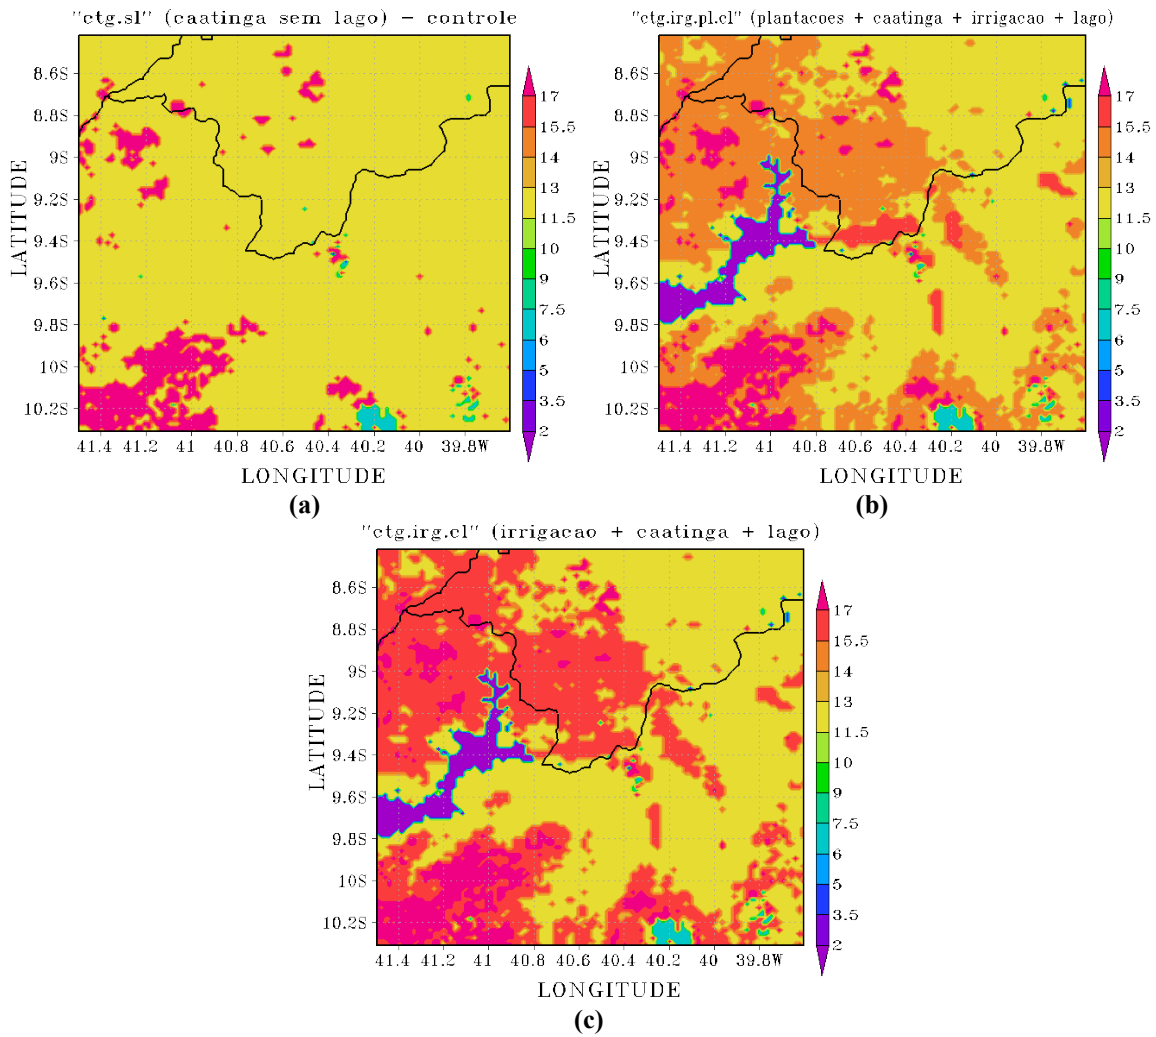 "ctg.sl" (caatinga sem lago) – controle
8.6S
8.8S
9S
9.2S
9.4S
9.6S
9.8S
10S
10.2S
LATITUDE
41.4 41.2 41 40.8 40.6 40.4 40.2 40 39.8W
LONGITUDE
17
15.5
14
13
11.5
10
9
7.5
6
5
3.5
2
(a)
"ctg.irg.pl.cl" (plantacoes + caatinga + irrigacao + lago)
8.6S
8.8S
9S
9.2S
9.4S
9.6S
9.8S
10S
10.2S
LATITUDE
41.4 41.2 41 40.8 40.6 40.4 40.2 40 39.8W
LONGITUDE
17
15.5
14
13
11.5
10
9
7.5
6
5
3.5
2
(b)
"ctg.irg.cl" (irrigacao + caatinga + lago)
8.6S
8.8S
9S
9.2S
9.4S
9.6S
9.8S
10S
10.2S
LATITUDE
41.4 41.2 41 40.8 40.6 40.4 40.2 40 39.8W
LONGITUDE
17
15.5
14
13
11.5
10
9
7.5
6
5
3.5
2
(c)